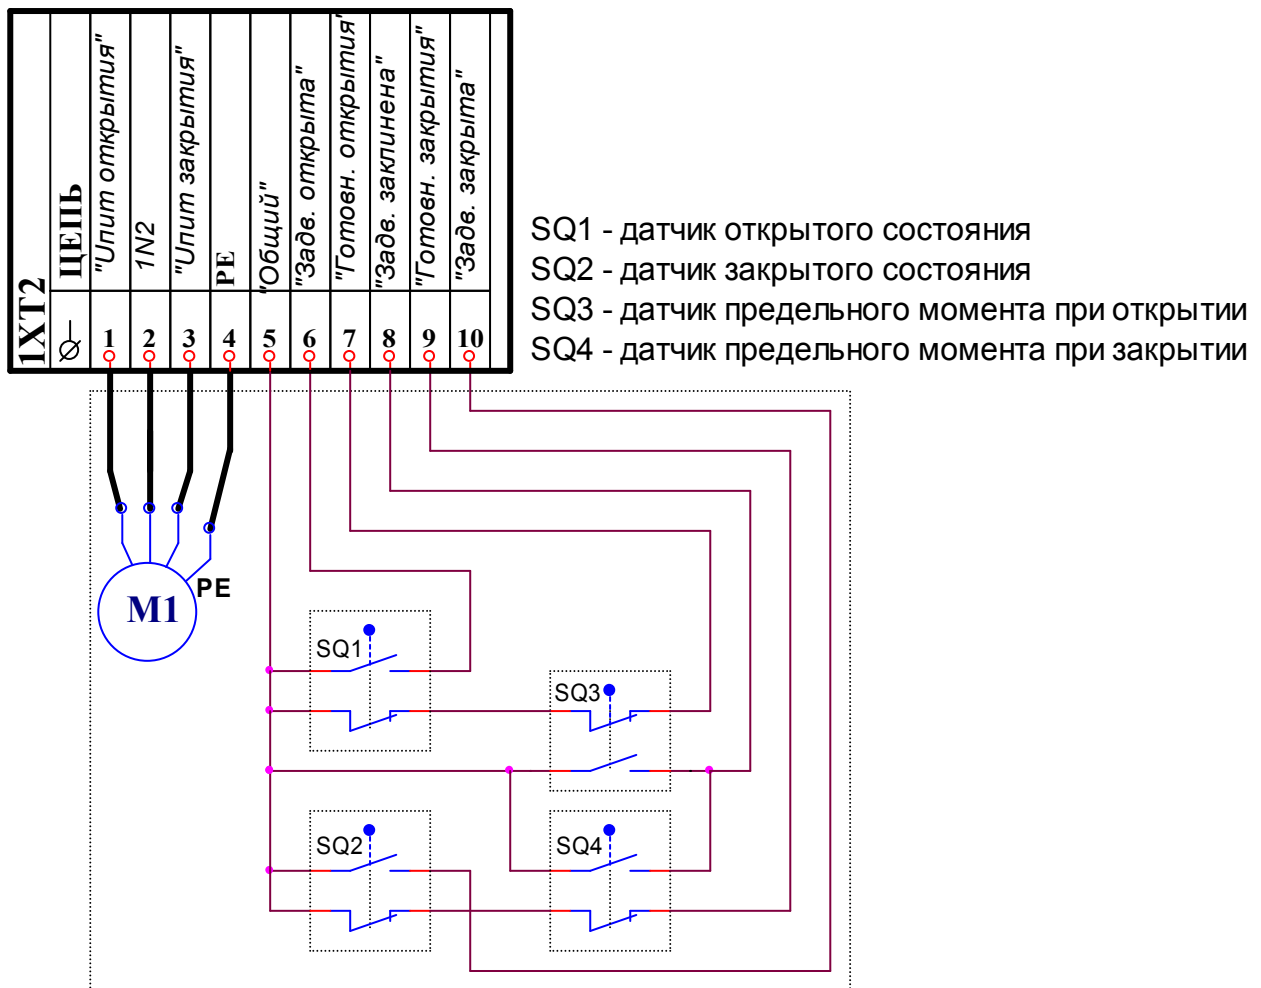 1XT2
ЦЕПЬ
"Uпит открытия"
1N2
"Uпит закрытия"
PE
"Общий"
"Задв. открыта"
"Готовн. открытия"
"Задв. заклинена"
"Готовн. закрытия"
"Задв. закрыта"
1 2 3 4 5 6 7 8 9 10
SQ1 - датчик открытого состояния
SQ2 - датчик закрытого состояния
SQ3 - датчик предельного момента при открытии
SQ4 - датчик предельного момента при закрытии
PE
M1
SQ1
SQ3
SQ2
SQ4